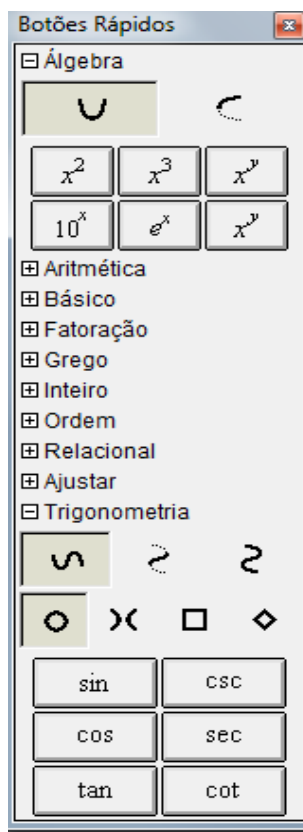 Botões Rápidos
Álgebra
x² x³ xʸ
10ˣ eˣ xʸ
Aritmética
Básico
Fatoração
Grego
Inteiro
Ordem
Relacional
Ajustar
Trigonometria
sin csc
cos sec
tan cot